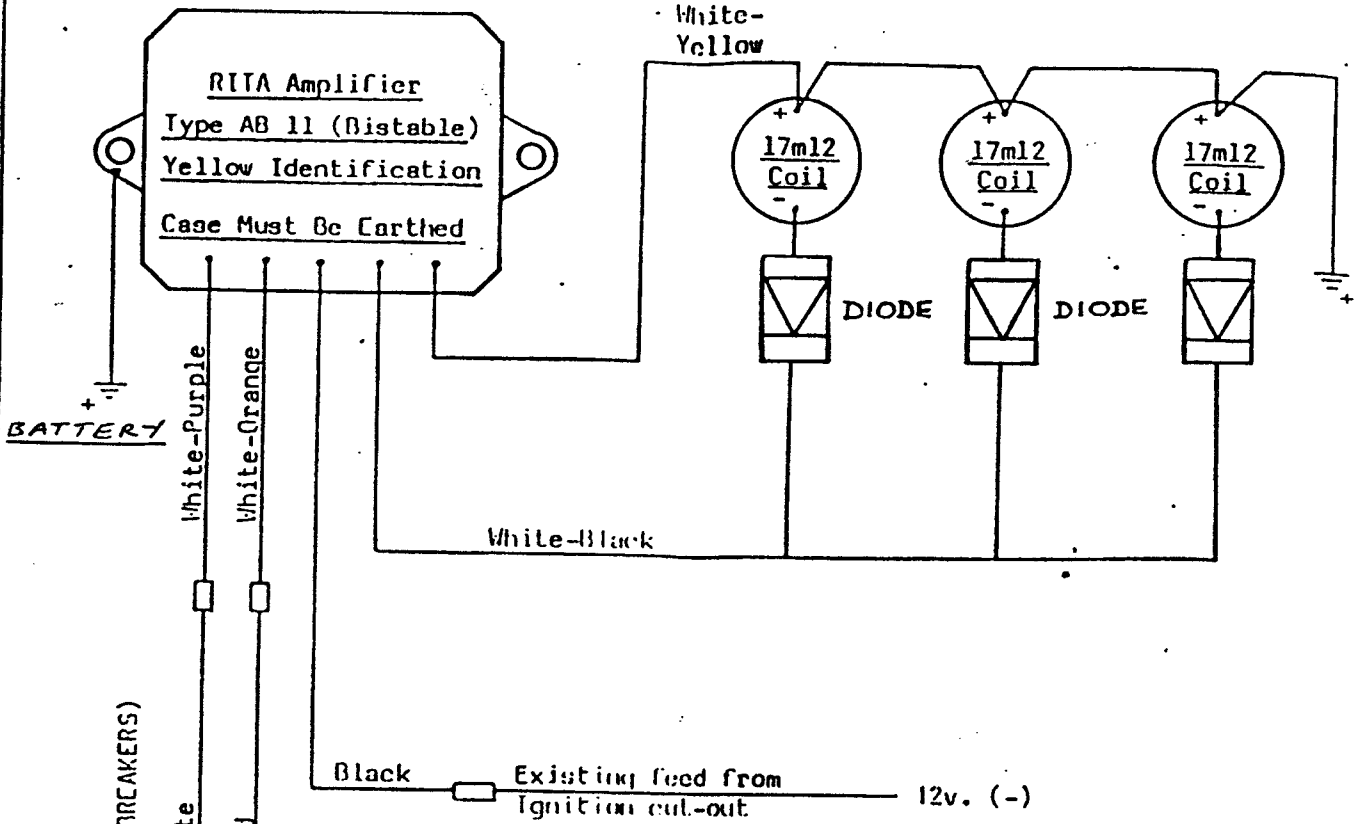 RITA Amplifier
Type AB 11 (Bistable)
Yellow Identification
Case Must Be Earthed
White-
Yellow
+
17m12
Coil
-
+
17m12
Coil
-
+
17m12
Coil
-
DIODE
DIODE
+
+
BATTERY
White-Purple
White-Orange
White-Black
BREAKERS)
Black
Existing feed from
Ignition cut-out
12v. (-)